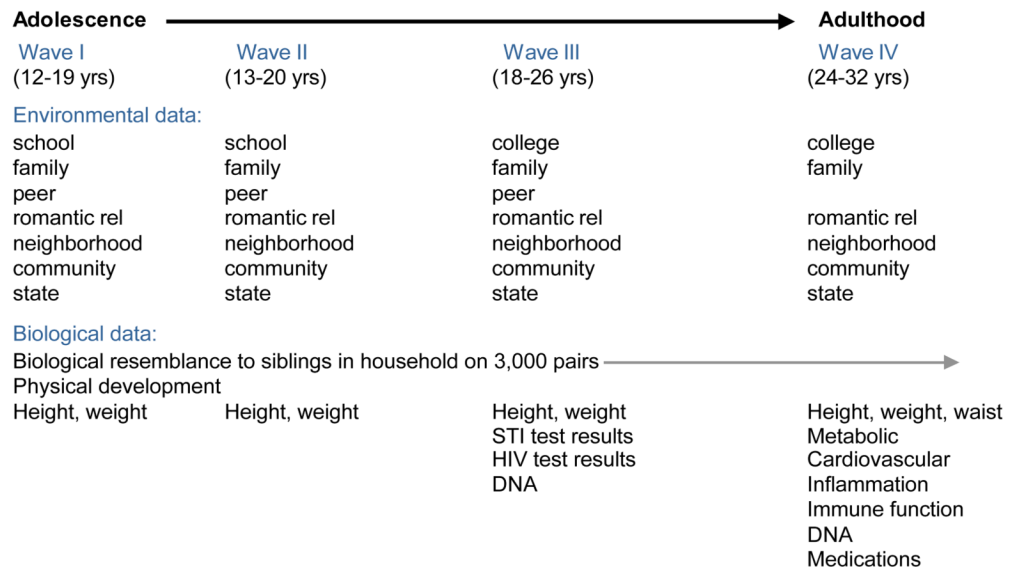 Adolescence Adulthood
Wave I Wave II Wave III Wave IV
(12-19 yrs) (13-20 yrs) (18-26 yrs) (24-32 yrs)
Environmental data:
school school college college
family family family family
peer peer peer
romantic rel romantic rel romantic rel romantic rel
neighborhood neighborhood neighborhood neighborhood
community community community community
state state state state
Biological data:
Biological resemblance to siblings in household on 3,000 pairs
Physical development
Height, weight Height, weight Height, weight Height, weight, waist
STI test results Metabolic
HIV test results Cardiovascular
DNA Inflammation
Immune function
DNA
Medications